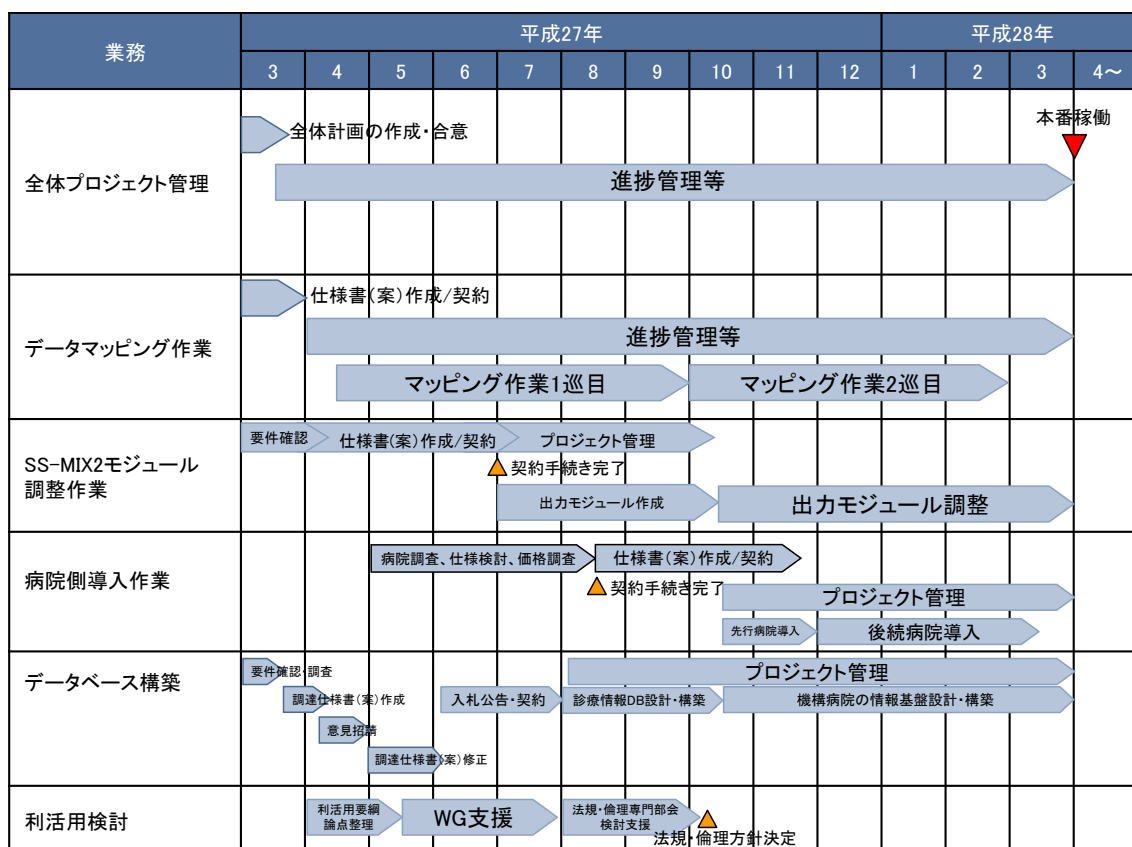 業務
平成27年
平成28年
3 4 5 6 7 8 9 10 11 12 1 2 3 4～
全体プロジェクト管理
全体計画の作成・合意
本番稼働
進捗管理等
データマッピング作業
仕様書(案)作成/契約
進捗管理等
マッピング作業1巡目
マッピング作業2巡目
SS-MIX2モジュール
調整作業
要件確認
仕様書(案)作成/契約
プロジェクト管理
契約手続き完了
出力モジュール作成
出力モジュール調整
病院側導入作業
病院調査、仕様検討、価格調査
仕様書(案)作成/契約
契約手続き完了
プロジェクト管理
先行病院導入
後続病院導入
データベース構築
要件確認・調査
プロジェクト管理
調達仕様書(案)作成
入札公告・契約
診療情報DB設計・構築
機構病院の情報基盤設計・構築
意見招請
調達仕様書(案)修正
利活用検討
利活用要綱
論点整理
WG支援
法規・倫理専門部会
検討支援
法規・倫理方針決定